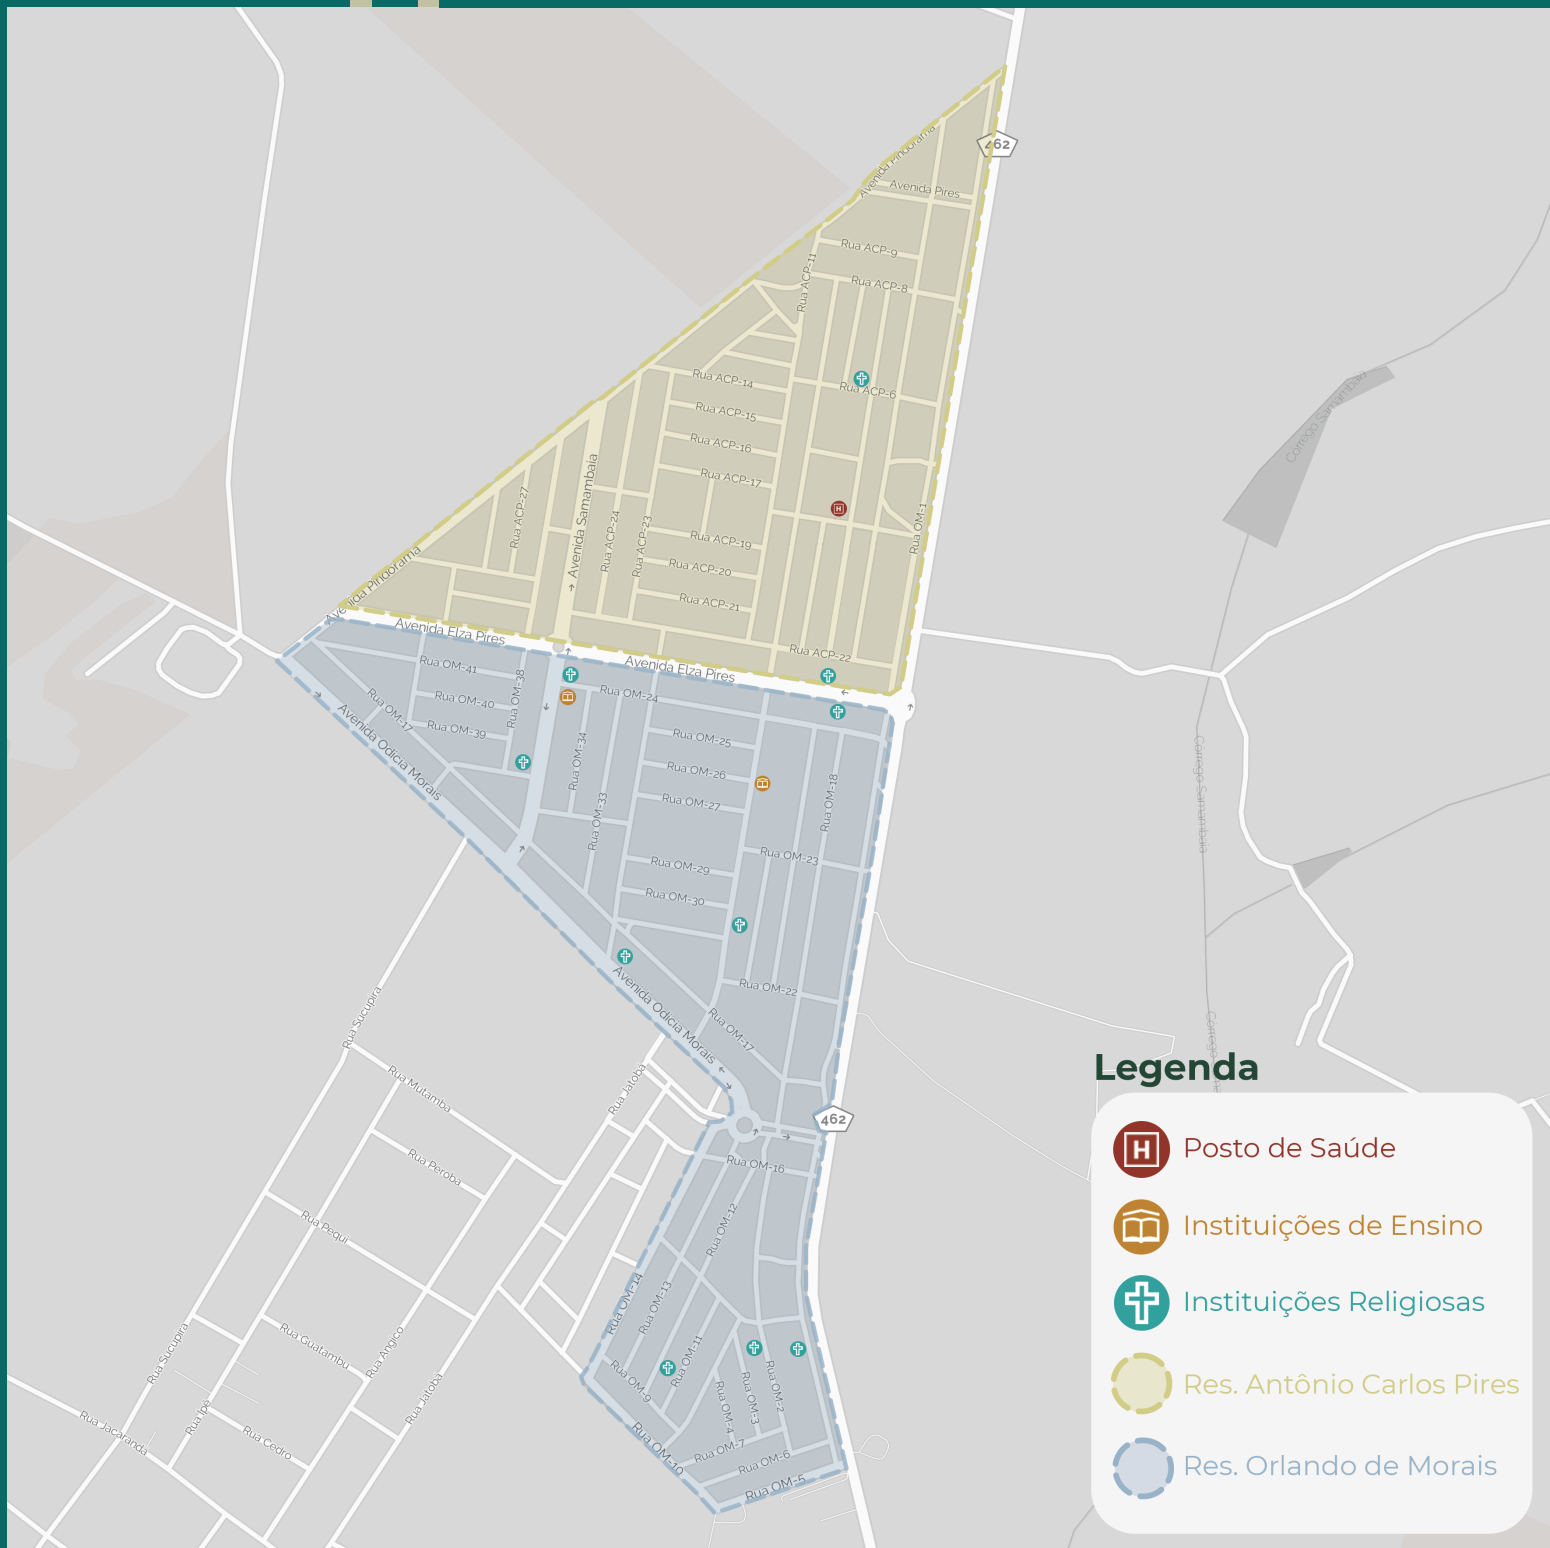 Avenida Pindorama
462
Avenida Pires
Rua ACP-9
Rua ACP-11
Rua ACP-8
Rua ACP-14
Rua ACP-6
Córrego Samambaia
Rua ACP-15
Rua ACP-16
Rua ACP-17
Avenida Samambaia
Rua ACP-27
Rua ACP-24
Rua ACP-23
Rua OM-1
Rua ACP-19
Rua ACP-20
Rua ACP-21
Avenida Pindorama
Avenida Elza Pires
Rua ACP-22
Avenida Elza Pires
Rua OM-41
Rua OM-38
Rua OM-24
Rua OM-40
Rua OM-17
Rua OM-39
Avenida Odícia Morais
Rua OM-34
Rua OM-25
Rua OM-26
Rua OM-27
Rua OM-18
Córrego Samambaia
Rua OM-33
Rua OM-23
Rua OM-29
Rua OM-30
Rua OM-22
Avenida Odícia Morais
Rua OM-17
Rua Sucupira
Rua Mutamba
Rua Jatobá
462
Rua Peroba
Rua OM-16
Rua Pequi
Rua OM-12
Rua OM-14
Rua OM-13
Rua OM-11
Rua Sucupira
Rua Guatambu
Rua Angico
Rua OM-9
Rua OM-4
Rua OM-3
Rua OM-2
Rua Jatobá
Rua Ipê
Rua Jacaranda
Rua Cedro
Rua OM-10
Rua OM-7
Rua OM-6
Rua OM-5
Legenda
H Posto de Saúde
Instituições de Ensino
Instituições Religiosas
Res. Antônio Carlos Pires
Res. Orlando de Morais